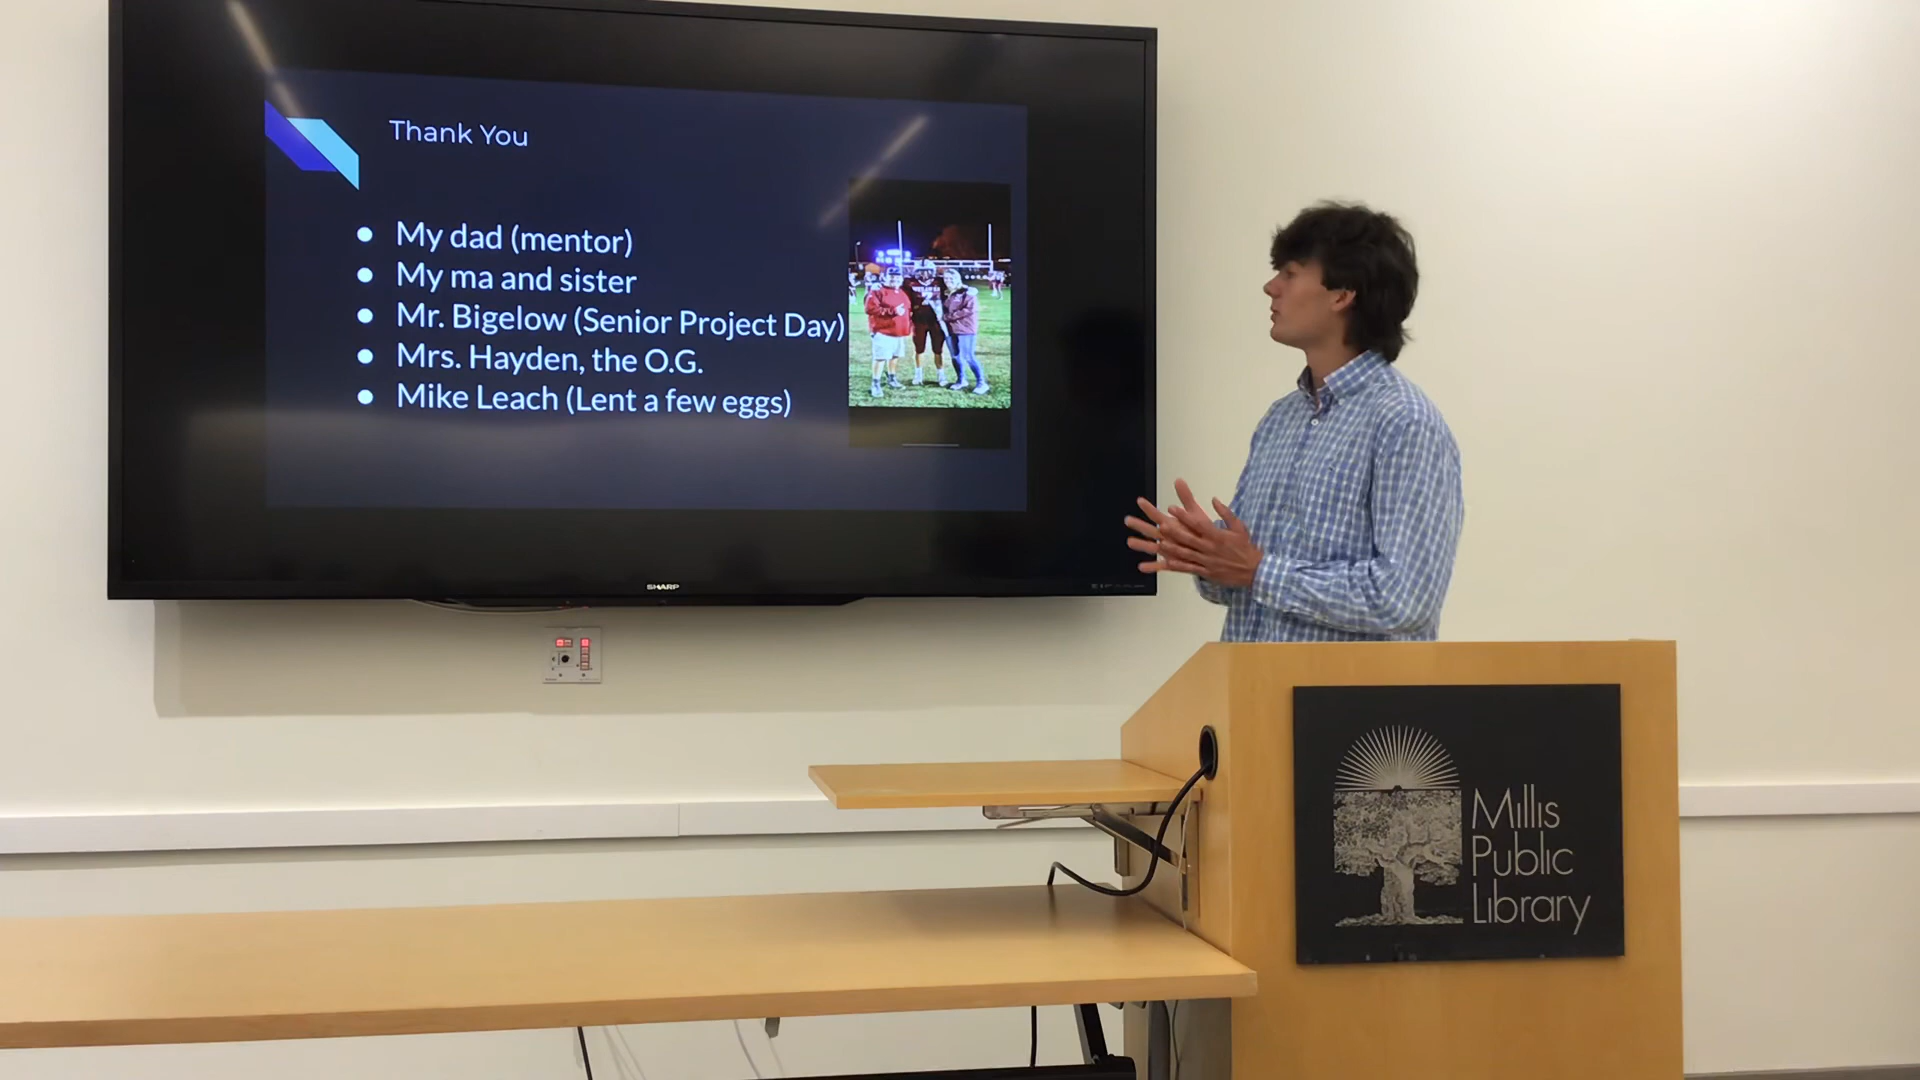 Thank You
My dad (mentor)
My ma and sister
Mr. Bigelow (Senior Project Day)
Mrs. Hayden, the O.G.
Mike Leach (Lent a few eggs)
SHARP
Millis
Public
Library